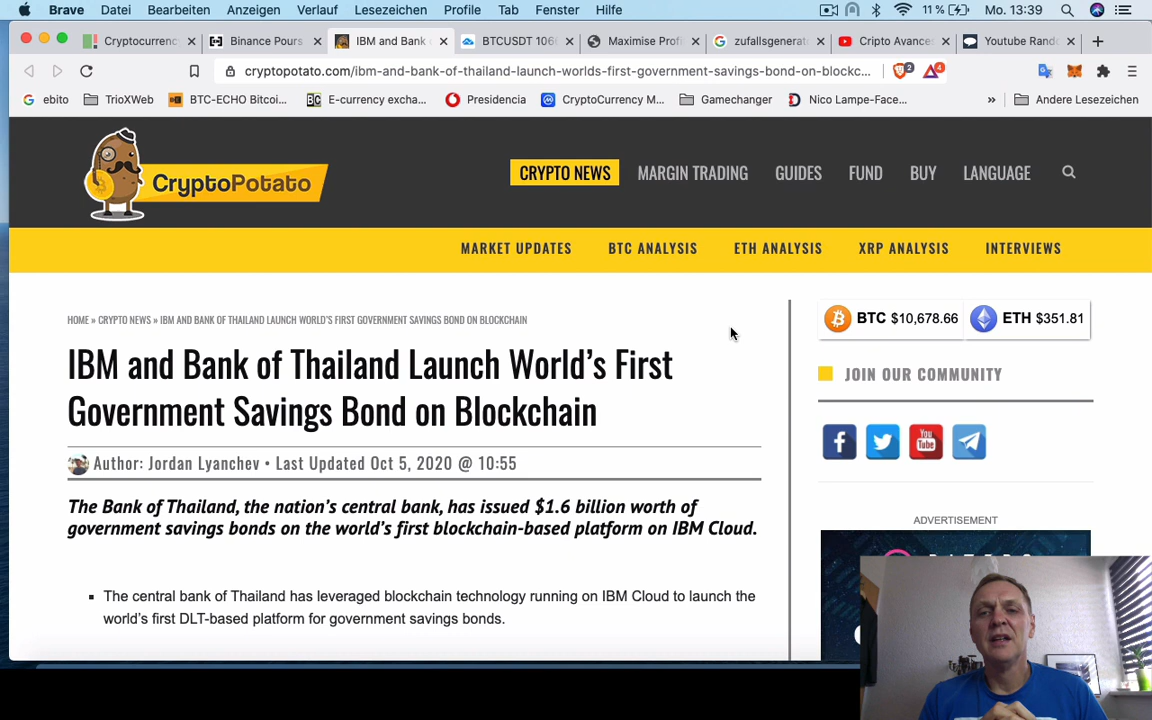 Brave Datei Bearbeiten Anzeigen Verlauf Lesezeichen Profile Tab Fenster Hilfe 11 % Mo. 13:39
Cryptocurrenc Binance Pours IBM and Bank BTCUSDT 106 Maximise Profi zufallsgenerat Cripto Avance Youtube Rando
cryptopotato.com/ibm-and-bank-of-thailand-launch-worlds-first-government-savings-bond-on-blockc... 2 4
ebito TrioXWeb BTC-ECHO Bitcoi... E-currency excha... Presidencia CryptoCurrency M... Gamechanger Nico Lampe-Face... » Andere Lesezeichen
CryptoPotato
CRYPTO NEWS MARGIN TRADING GUIDES FUND BUY LANGUAGE
MARKET UPDATES BTC ANALYSIS ETH ANALYSIS XRP ANALYSIS INTERVIEWS
HOME » CRYPTO NEWS » IBM AND BANK OF THAILAND LAUNCH WORLD'S FIRST GOVERNMENT SAVINGS BOND ON BLOCKCHAIN
BTC $10,678.66 ETH $351.81
IBM and Bank of Thailand Launch World's First
Government Savings Bond on Blockchain
JOIN OUR COMMUNITY
You
Tube
Author: Jordan Lyanchev • Last Updated Oct 5, 2020 @ 10:55
The Bank of Thailand, the nation's central bank, has issued $1.6 billion worth of
government savings bonds on the world's first blockchain-based platform on IBM Cloud.
ADVERTISEMENT
The central bank of Thailand has leveraged blockchain technology running on IBM Cloud to launch the
world's first DLT-based platform for government savings bonds.